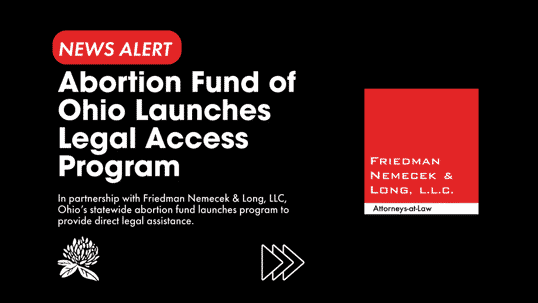 NEWS ALERT
Abortion Fund of
Ohio Launches
Legal Access
Program
In partnership with Friedman Nemecek & Long, LLC,
Ohio's statewide abortion fund launches program to
provide direct legal assistance.
FRIEDMAN
NEMECEK &
LONG, L.L.C.
Attorneys-at-Law